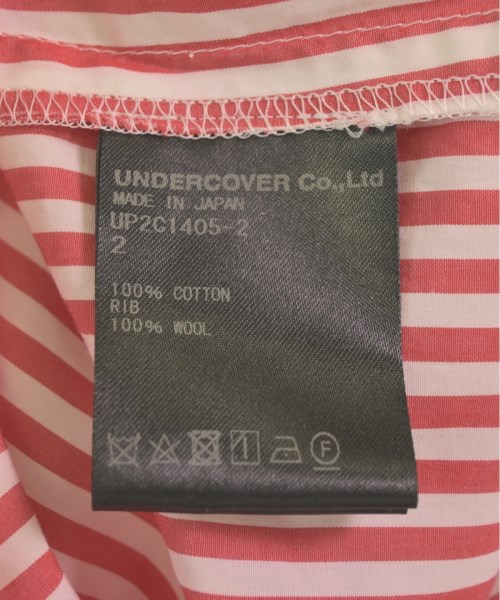 UNDERCOVER Co.,Ltd
MADE IN JAPAN
UP2C1405-2
2
100% COTTON
RIB
100% WOOL
F